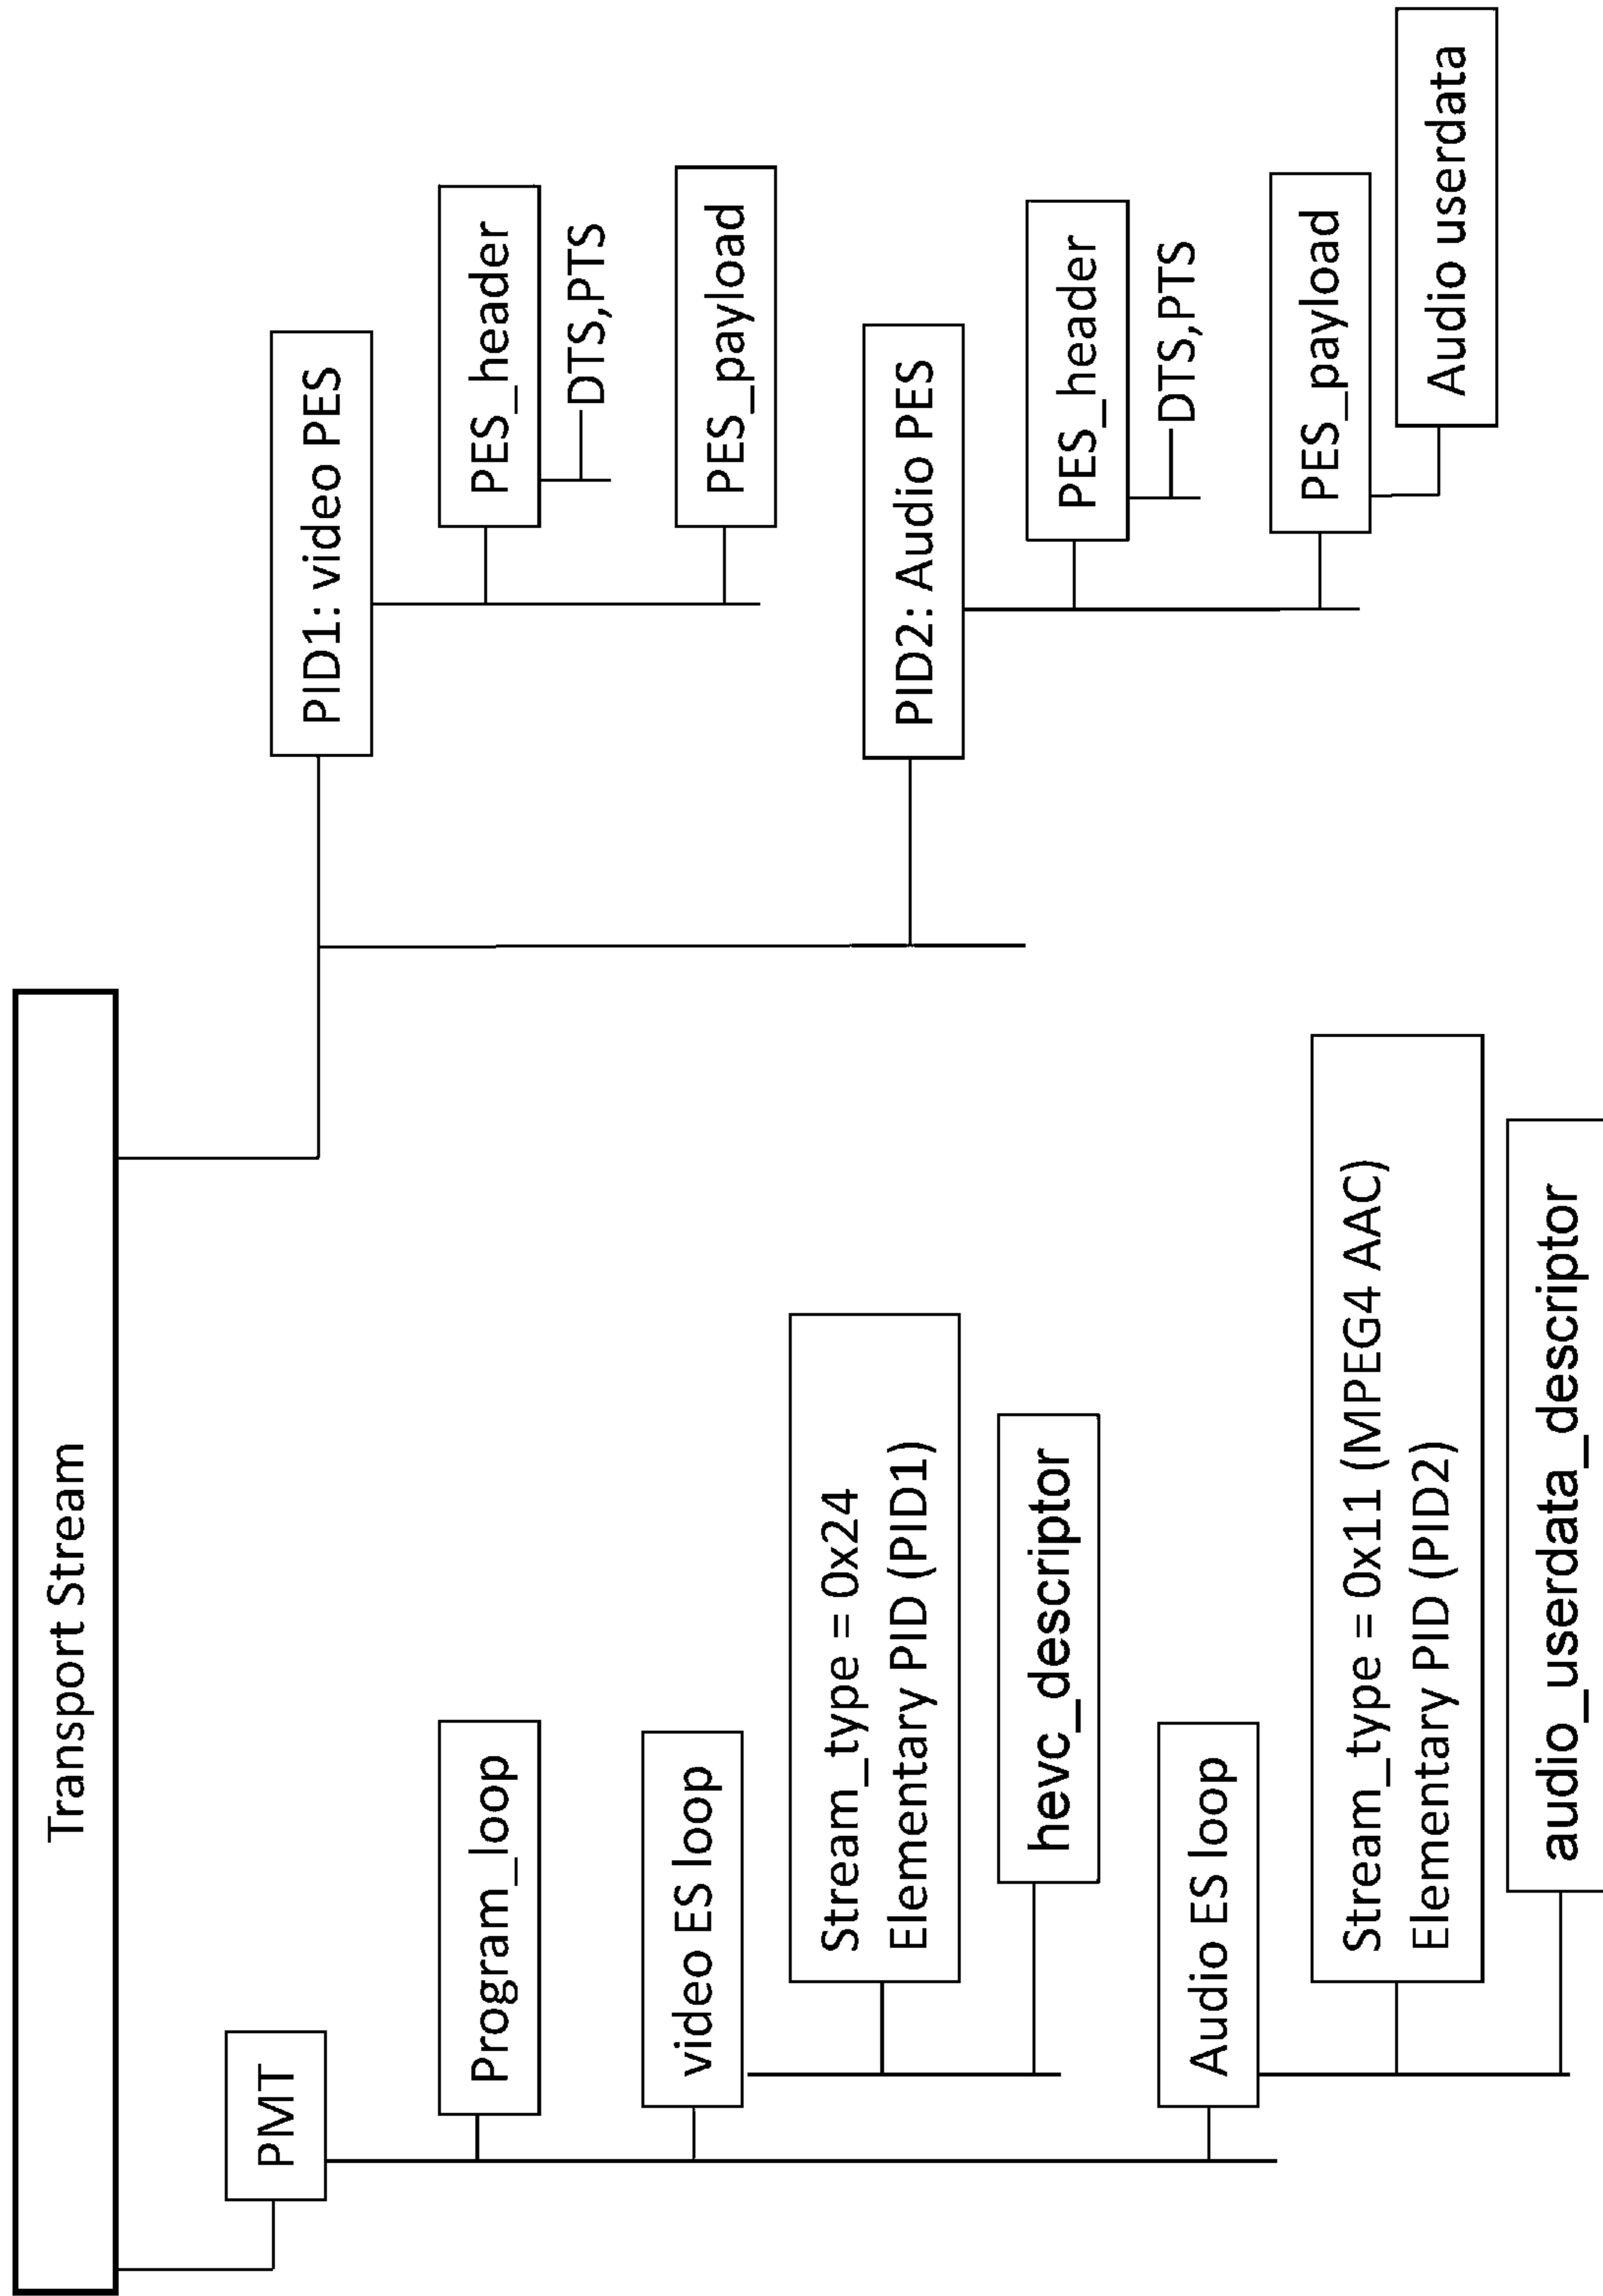 Transport Stream
PMT
Program_loop
video ES loop
Stream_type = 0x24
Elementary PID (PID1)
hevc_descriptor
Audio ES loop
Stream_type = 0x11 (MPEG4 AAC)
Elementary PID (PID2)
audio_userdata_descriptor
PID1: video PES
PES_header
DTS,PTS
PES_payload
PID2: Audio PES
PES_header
DTS,PTS
PES_payload
Audio userdata